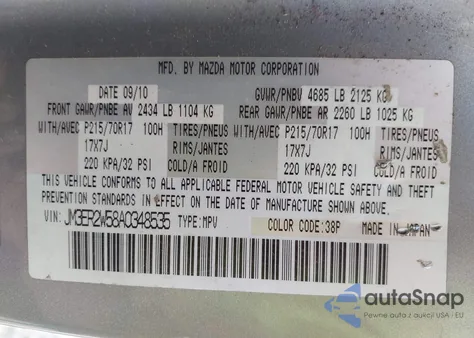 MFD. BY MAZDA MOTOR CORPORATION
DATE 09/10 GVWR/PNBV 4685 LB 2125 KG
FRONT GAWR/PNBE AV 2434 LB 1104 KG REAR GAWR/PNBE AR 2260 LB 1025 KG
WITH/AVEC P215/70R17 100H TIRES/PNEUS WITH/AVEC P215/70R17 100H TIRES/PNEUS
17X7J RIMS/JANTES 17X7J RIMS/JANTES
220 KPA/32 PSI COLD/A FROID 220 KPA/32 PSI COLD/A FROID
THIS VEHICLE CONFORMS TO ALL APPLICABLE FEDERAL MOTOR VEHICLE SAFETY AND THEFT
PREVENTION STANDARDS IN EFFECT ON THE DATE OF MANUFACTURE SHOWN ABOVE.
VIN: JM3ER2W58A0348535 TYPE: MPV COLOR CODE: 38P MADE IN JAPAN
autoSnap
Pewne auta z aukcji USA i EU